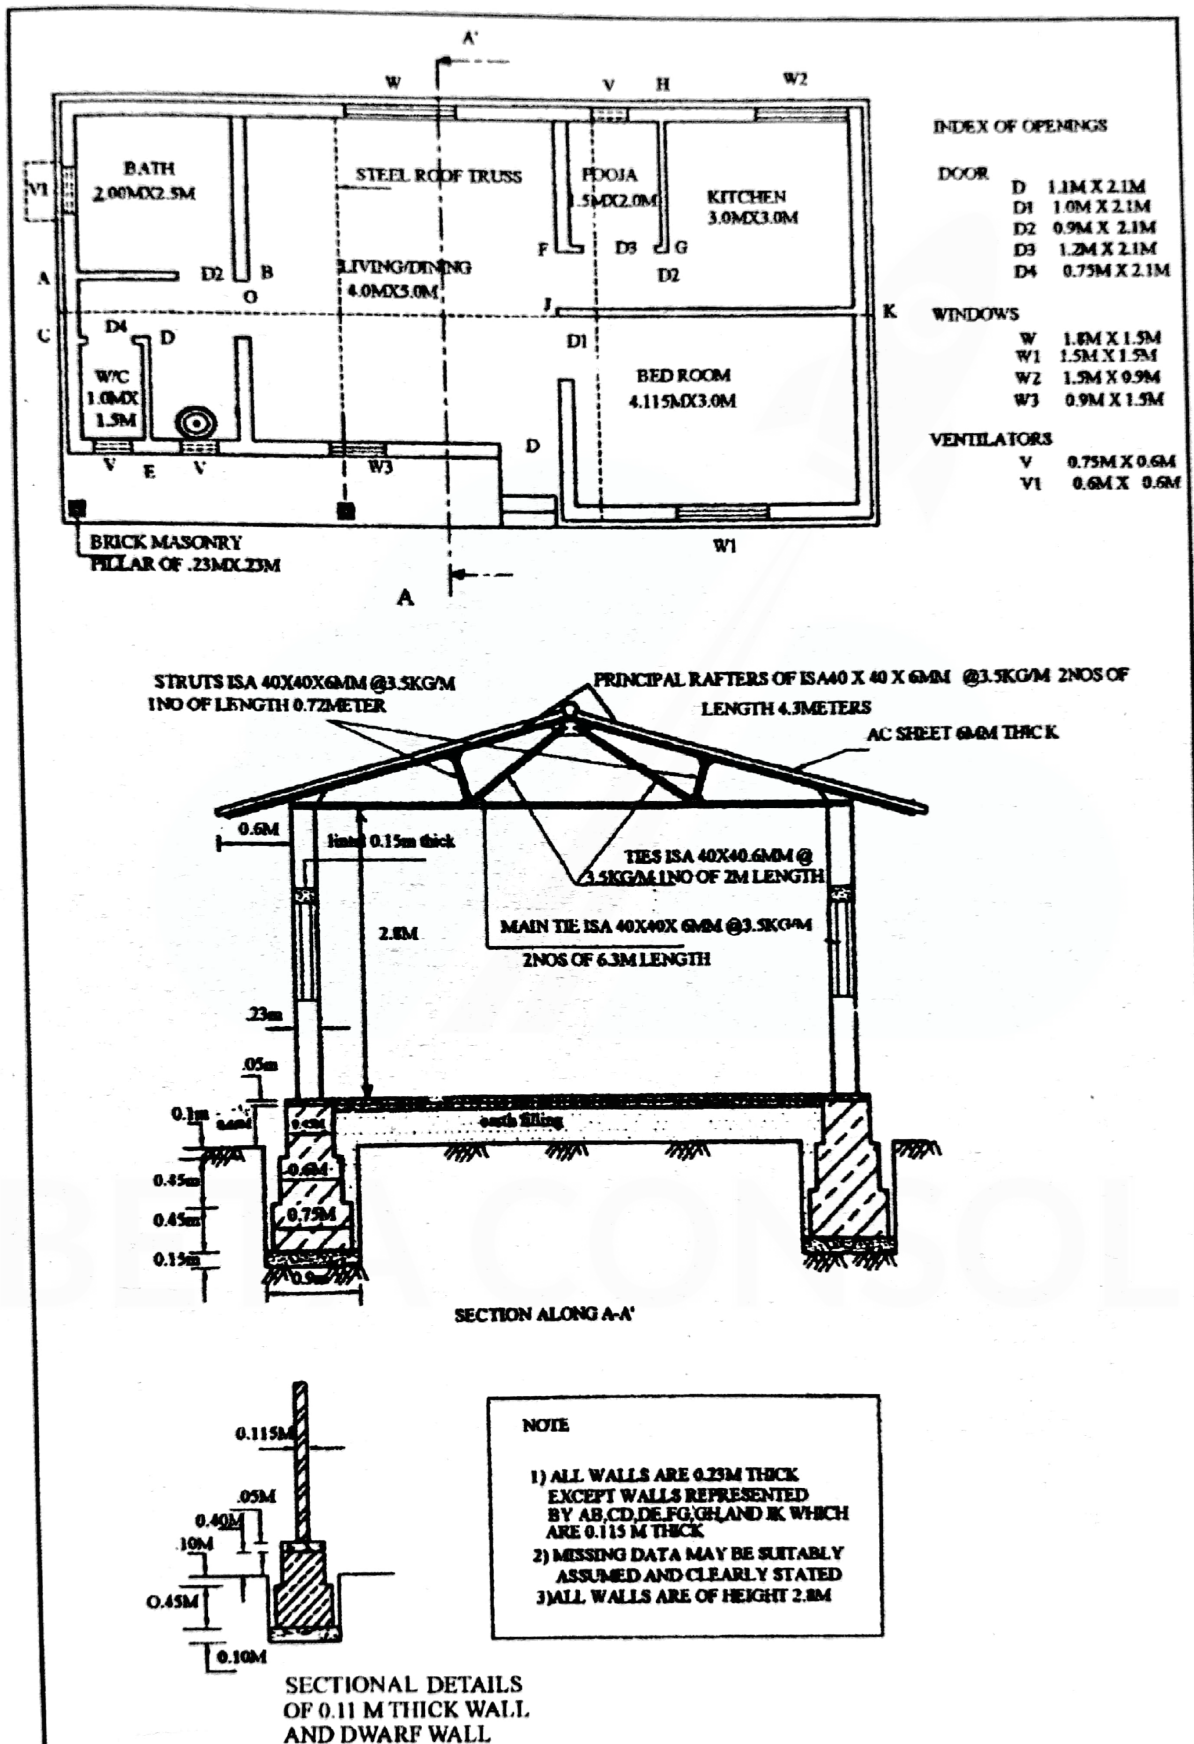 A'
W
V
H
W2
BATH
2.00MX2.5M
V1
STEEL ROOF TRUSS
POOJA
1.5MX2.0M
KITCHEN
3.0MX3.0M
A
D2
B
O
LIVING/DINING
4.0MX5.0M
F
D3
G
D2
J
K
C
D4
D
D1
W/C
1.0MX
1.5M
BED ROOM
4.115MX3.0M
V
E
V
W3
D
W1
BRICK MASONRY
PILLAR OF .23MX.23M
A
INDEX OF OPENINGS
DOOR
D 1.1M X 2.1M
D1 1.0M X 2.1M
D2 0.9M X 2.1M
D3 1.2M X 2.1M
D4 0.75M X 2.1M
WINDOWS
W 1.8M X 1.5M
W1 1.5M X 1.5M
W2 1.5M X 0.9M
W3 0.9M X 1.5M
VENTILATORS
V 0.75M X 0.6M
V1 0.6M X 0.6M
STRUTS ISA 40X40X6MM @3.5KG/M
1NO OF LENGTH 0.72METER
PRINCIPAL RAFTERS OF ISA40 X 40 X 6MM @3.5KG/M 2NOS OF
LENGTH 4.3METERS
AC SHEET 6MM THICK
0.6M
lintel 0.15m thick
TIES ISA 40X40.6MM @
3.5KG/M 1NO OF 2M LENGTH
2.8M
MAIN TIE ISA 40X40X 6MM @3.5KG/M
2NOS OF 6.3M LENGTH
.23m
.05m
0.1m
0.45M
earth filling
0.6M
0.45m
0.75M
0.45m
0.15m
0.9m
SECTION ALONG A-A'
0.115M
.05M
0.40M
.10M
0.45M
0.10M
SECTIONAL DETAILS
OF 0.11 M THICK WALL
AND DWARF WALL
NOTE
1) ALL WALLS ARE 0.23M THICK
EXCEPT WALLS REPRESENTED
BY AB,CD,DE,FG,GH,AND JK WHICH
ARE 0.115 M THICK
2) MISSING DATA MAY BE SUITABLY
ASSUMED AND CLEARLY STATED
3)ALL WALLS ARE OF HEIGHT 2.8M
BETA CONSOL